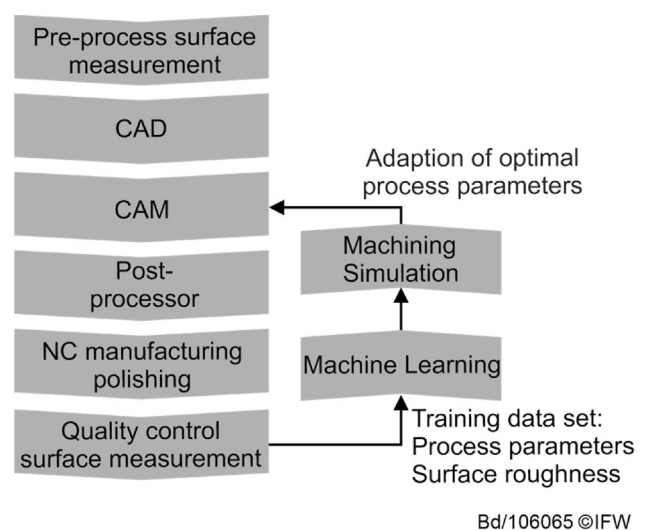 Pre-process surface
measurement
CAD
CAM
Post-
processor
NC manufacturing
polishing
Quality control
surface measurement
Adaption of optimal
process parameters
Machining
Simulation
Machine Learning
Training data set:
Process parameters
Surface roughness
Bd/106065 ©IFW